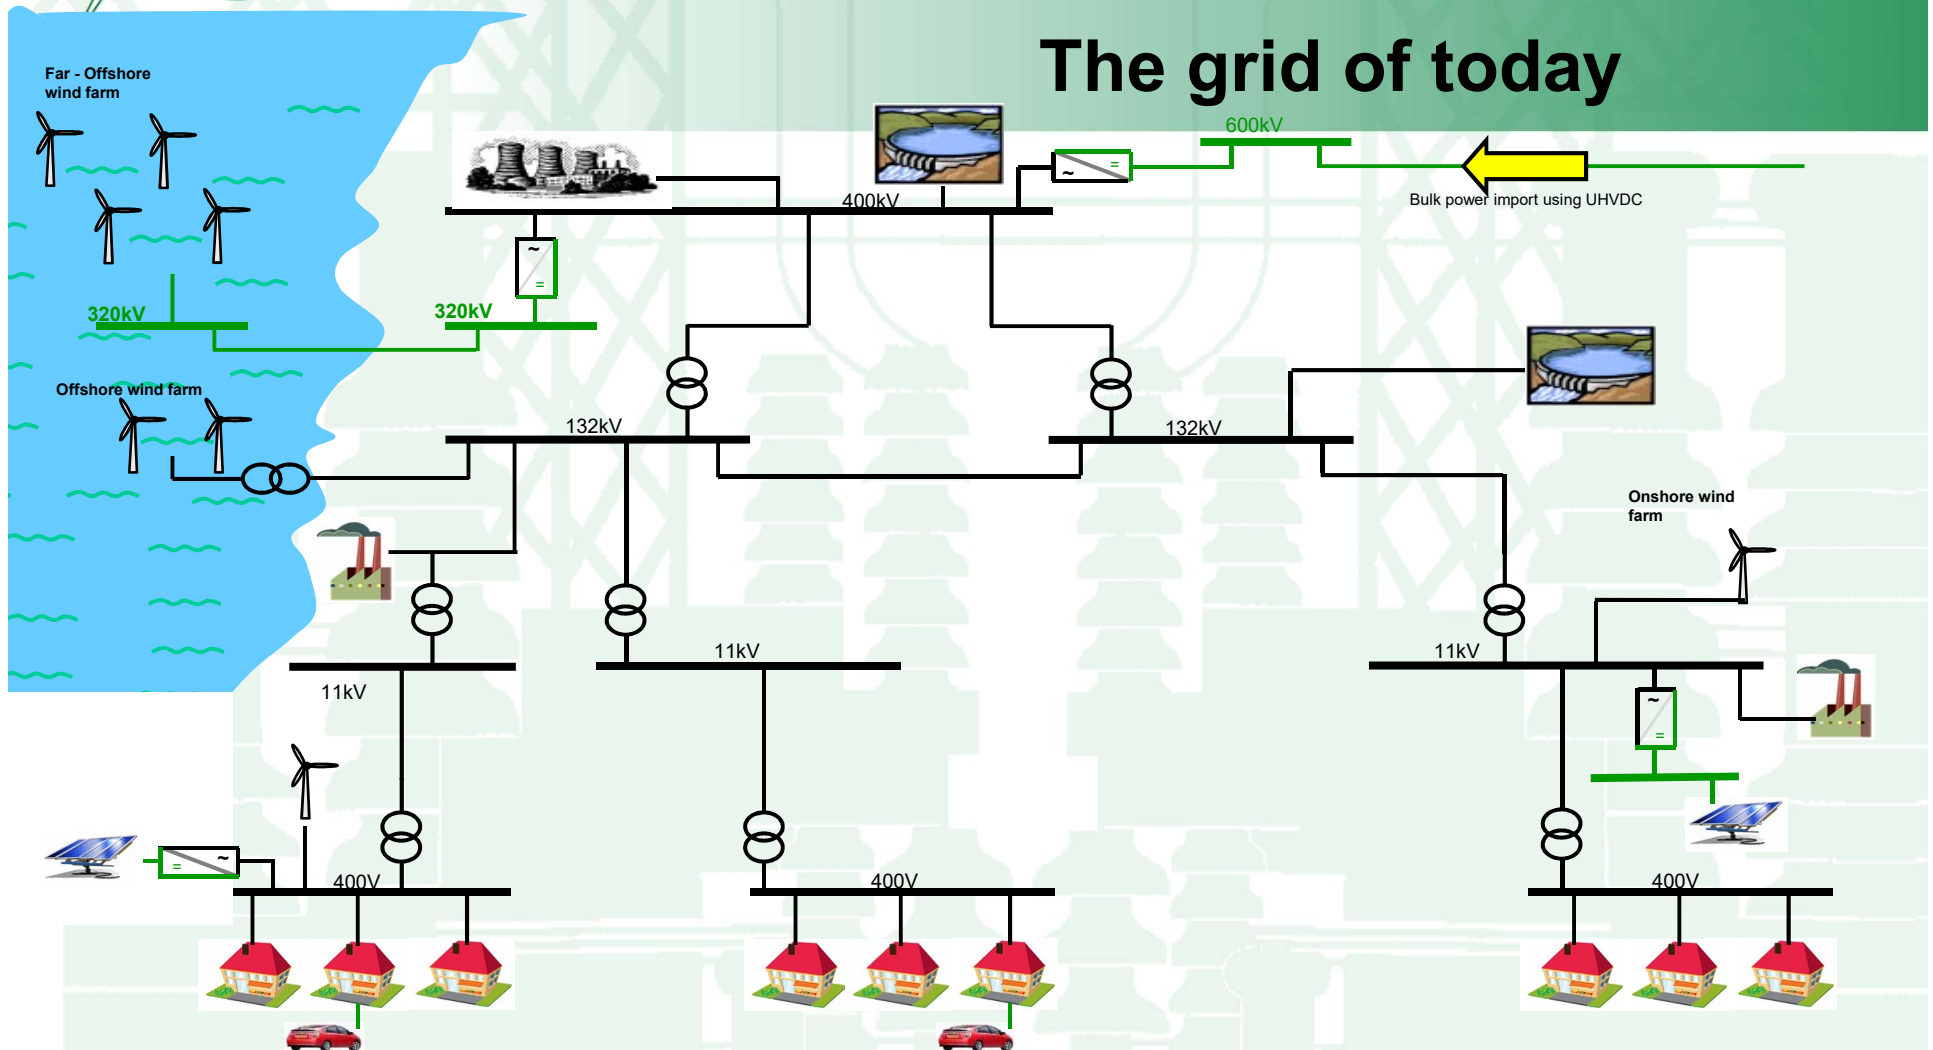 The grid of today
Far - Offshore
wind farm
600kV
Bulk power import using UHVDC
~
=
400kV
~
=
320kV
320kV
Offshore wind farm
132kV
132kV
Onshore wind
farm
11kV
11kV
11kV
~
=
=
~
400V
400V
400V